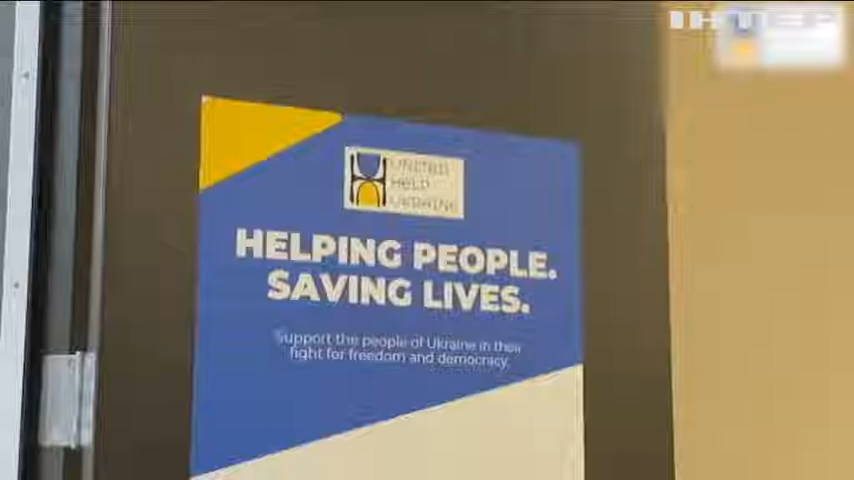 ІНТЕР
UNITED
HELP
UKRAINE
HELPING PEOPLE.
SAVING LIVES.
Support the people of Ukraine in their
fight for freedom and democracy.